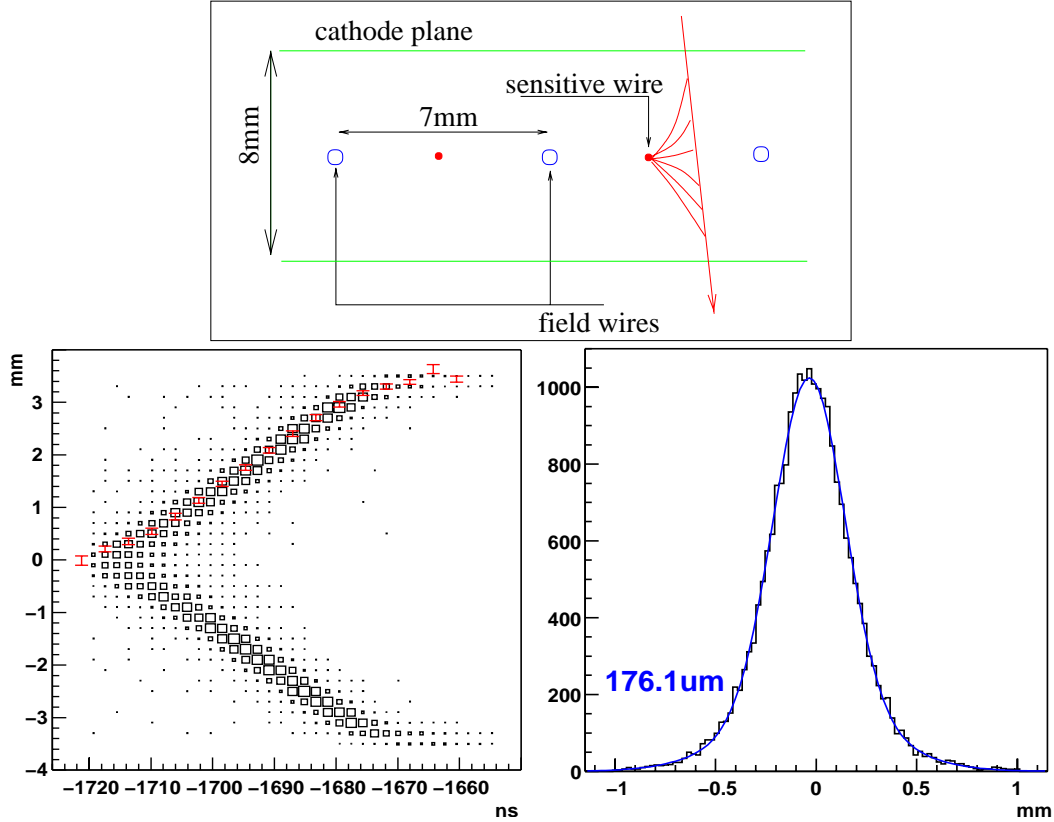 cathode plane
sensitive wire
7mm
8mm
field wires
mm
3
2
1
0
−1
−2
−3
−4
−1720 −1710 −1700 −1690 −1680 −1670 −1660
ns
1000
800
600
400
200
0
176.1um
−1 −0.5 0 0.5 1
mm